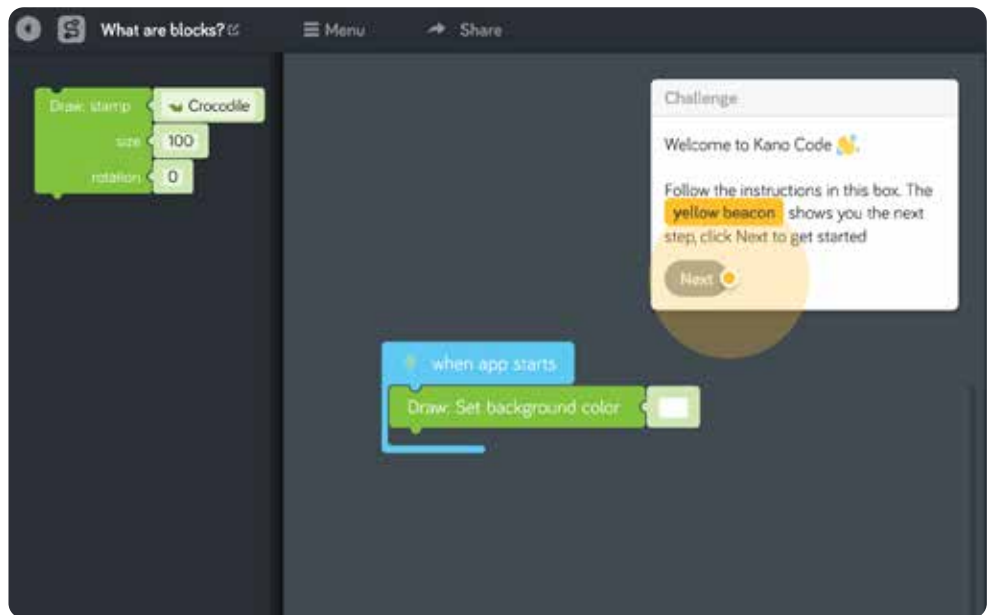 What are blocks?
Menu
Share
Draw: stamp
Crocodile
size
100
rotation
0
Challenge
Welcome to Kano Code 👋.
Follow the instructions in this box. The
yellow beacon shows you the next
step, click Next to get started
Next
when app starts
Draw: Set background color